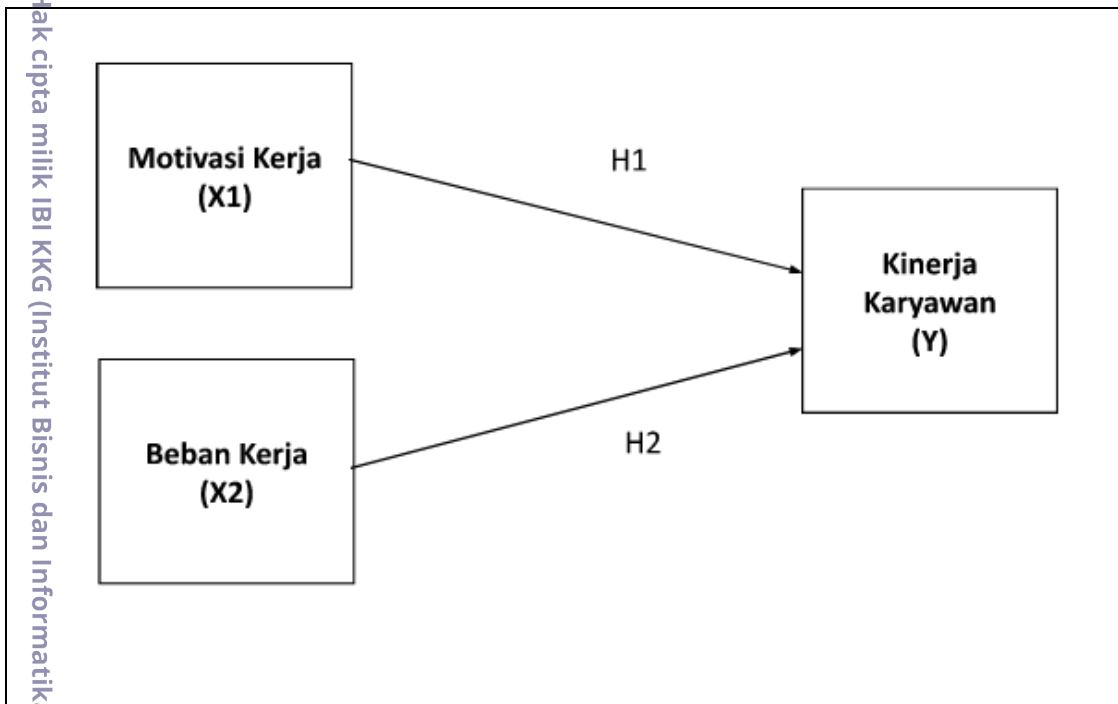 Hak cipta milik IBI KKG (Institut Bisnis dan Informatika
Motivasi Kerja
(X1)
H1
Kinerja
Karyawan
(Y)
Beban Kerja
(X2)
H2